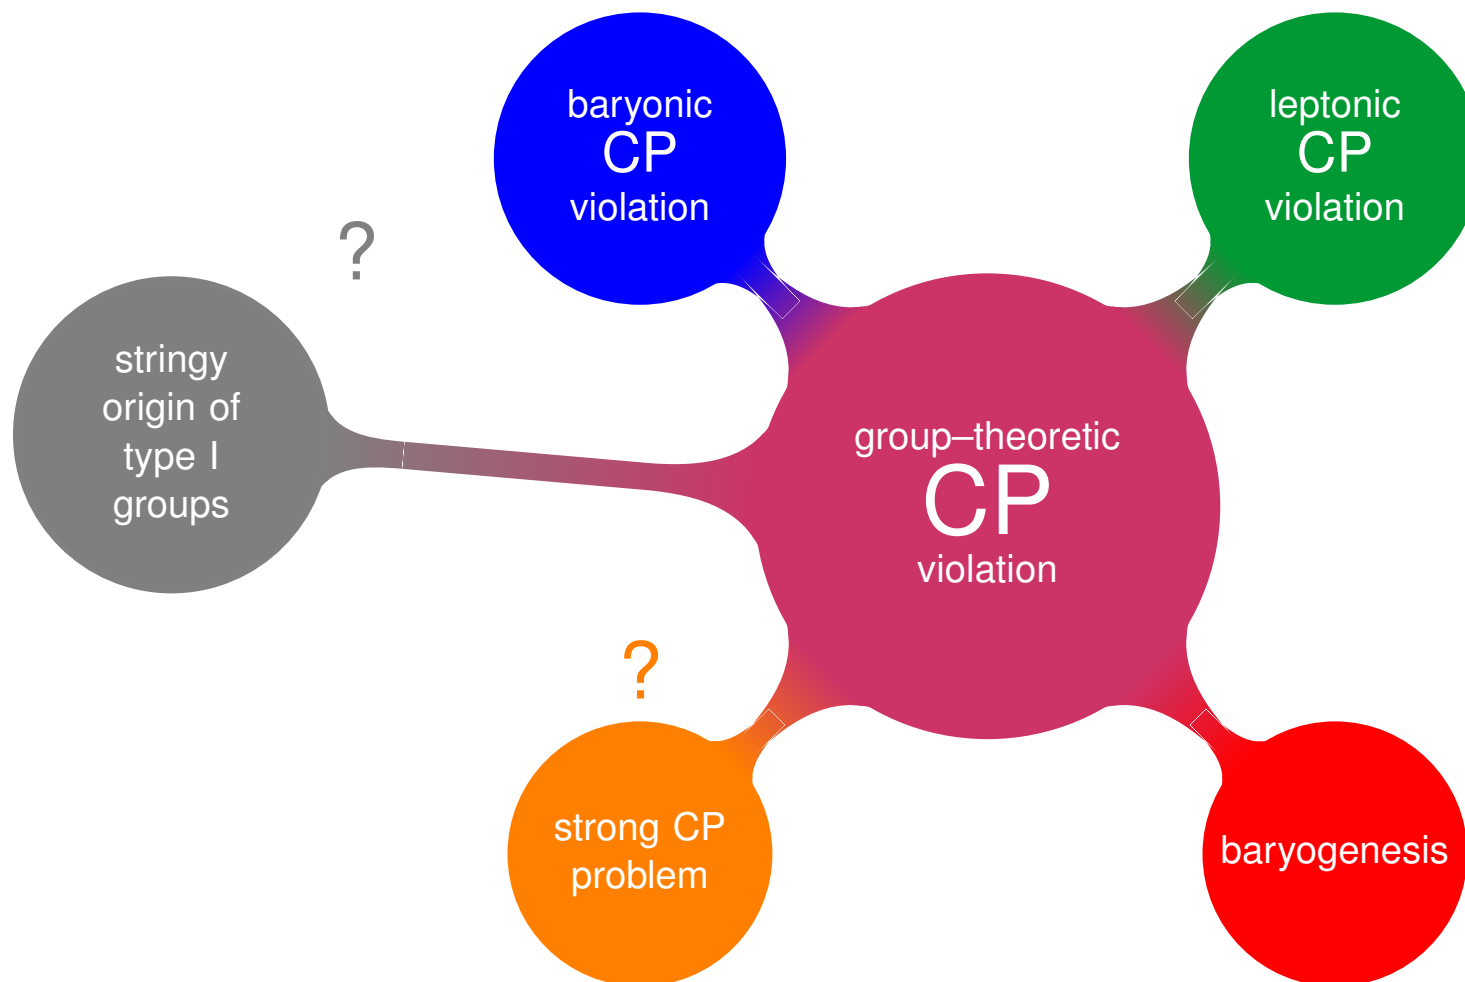 baryonic
CP
violation
leptonic
CP
violation
?
stringy
origin of
type I
groups
group–theoretic
CP
violation
?
strong CP
problem
baryogenesis